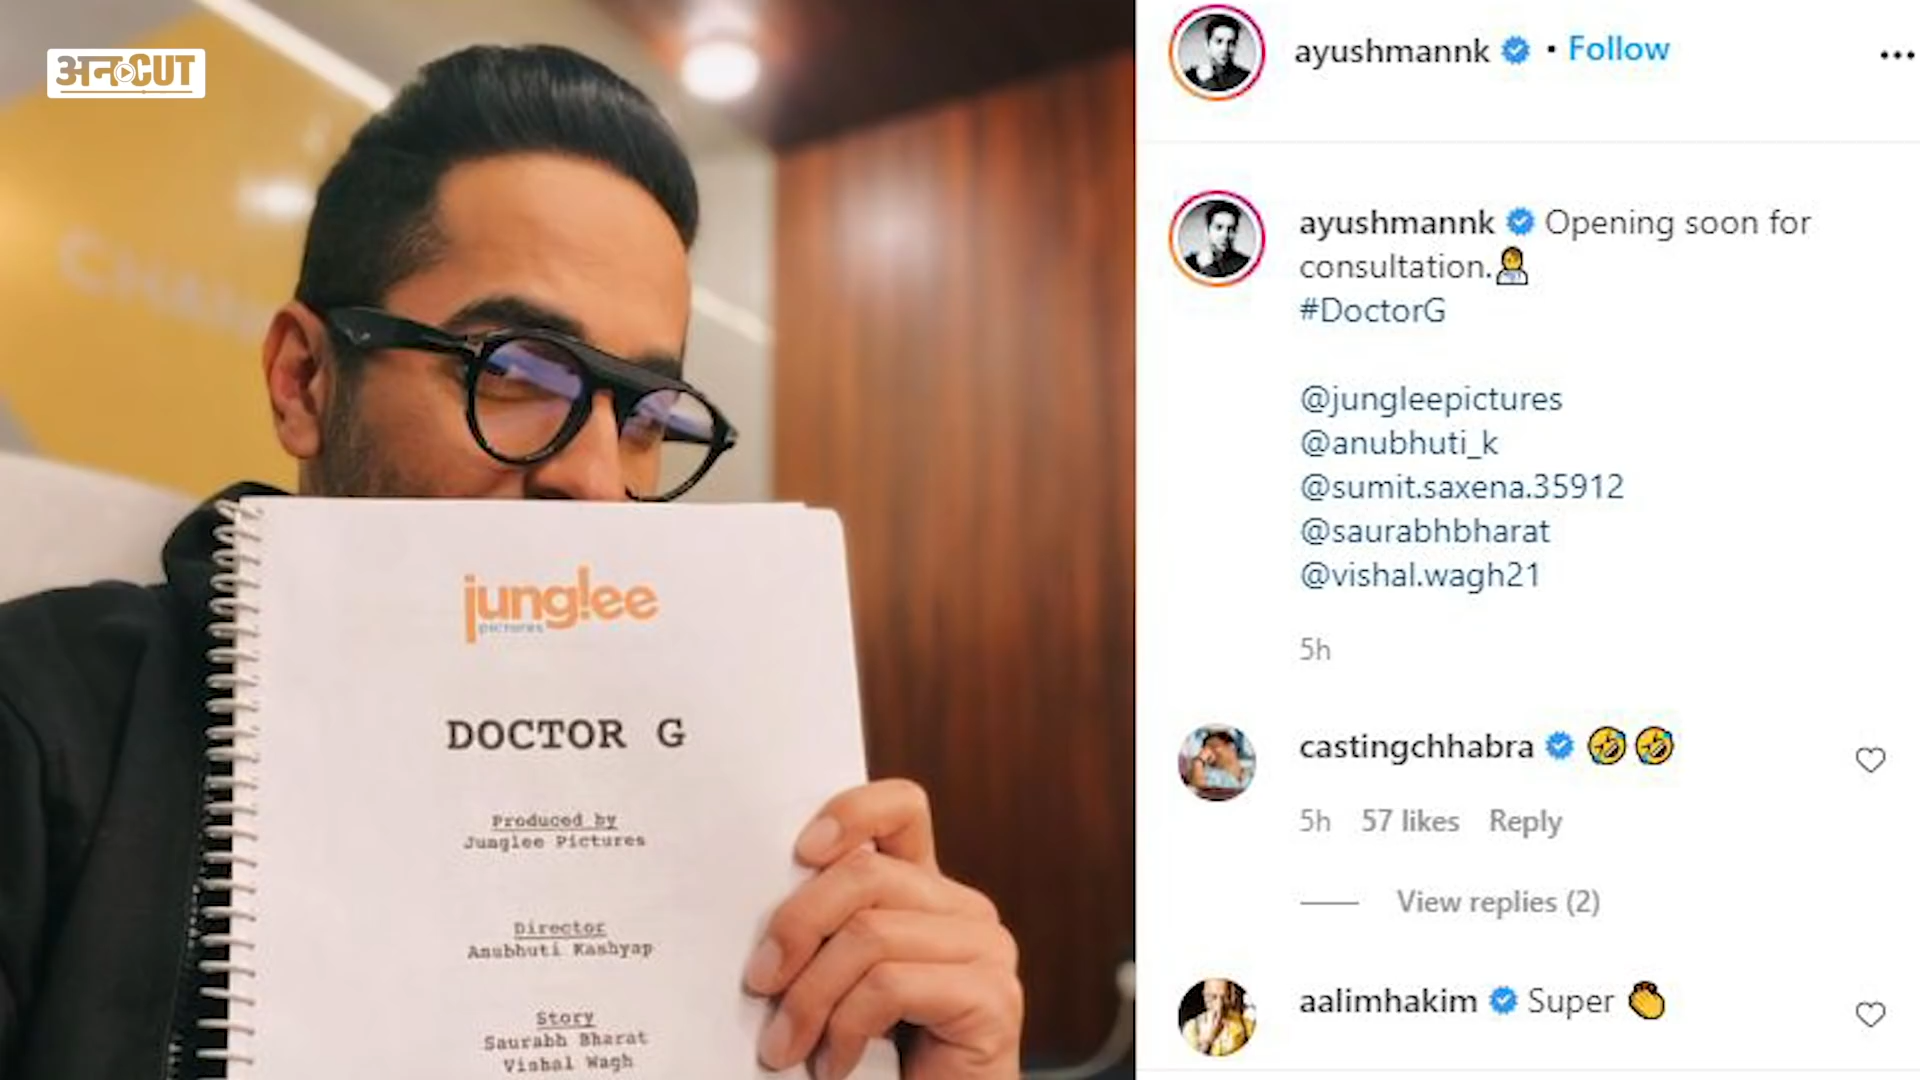 अनCUT
CHAN
junglee
pictures
DOCTOR G
Produced by
Junglee Pictures
Director
Anubhuti Kashyap
Story
Saurabh Bharat
Vishal Wagh
ayushmannk • Follow
ayushmannk Opening soon for
consultation.👨‍⚕️
#DoctorG
@jungleepictures
@anubhuti_k
@sumit.saxena.35912
@saurabhbharat
@vishal.wagh21
5h
castingchhabra 🤣🤣
5h 57 likes Reply
View replies (2)
aalimhakim Super 👏